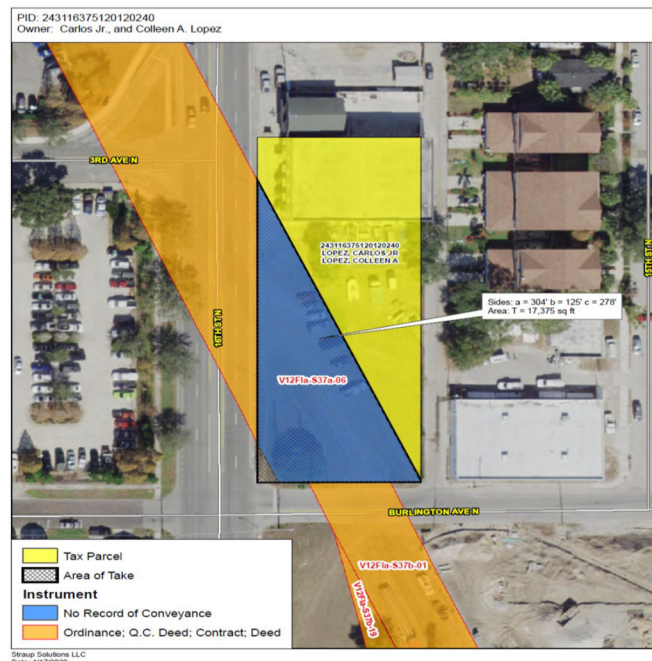 PID: 243116375120120240
Owner: Carlos Jr., and Colleen A. Lopez
3RD AVE N
16TH ST N
15TH ST N
243116375120120240
LOPEZ, CARLOS JR
LOPEZ, COLLEEN A
Sides: a = 304' b = 125' c = 278'
Area: T = 17,375 sq ft
V12Fla-S37a-06
BURLINGTON AVE N
V12Fla-S37b-01
V12Fla-S37b-19
Tax Parcel
Area of Take
Instrument
No Record of Conveyance
Ordinance; Q.C. Deed; Contract; Deed
Straup Solutions LLC